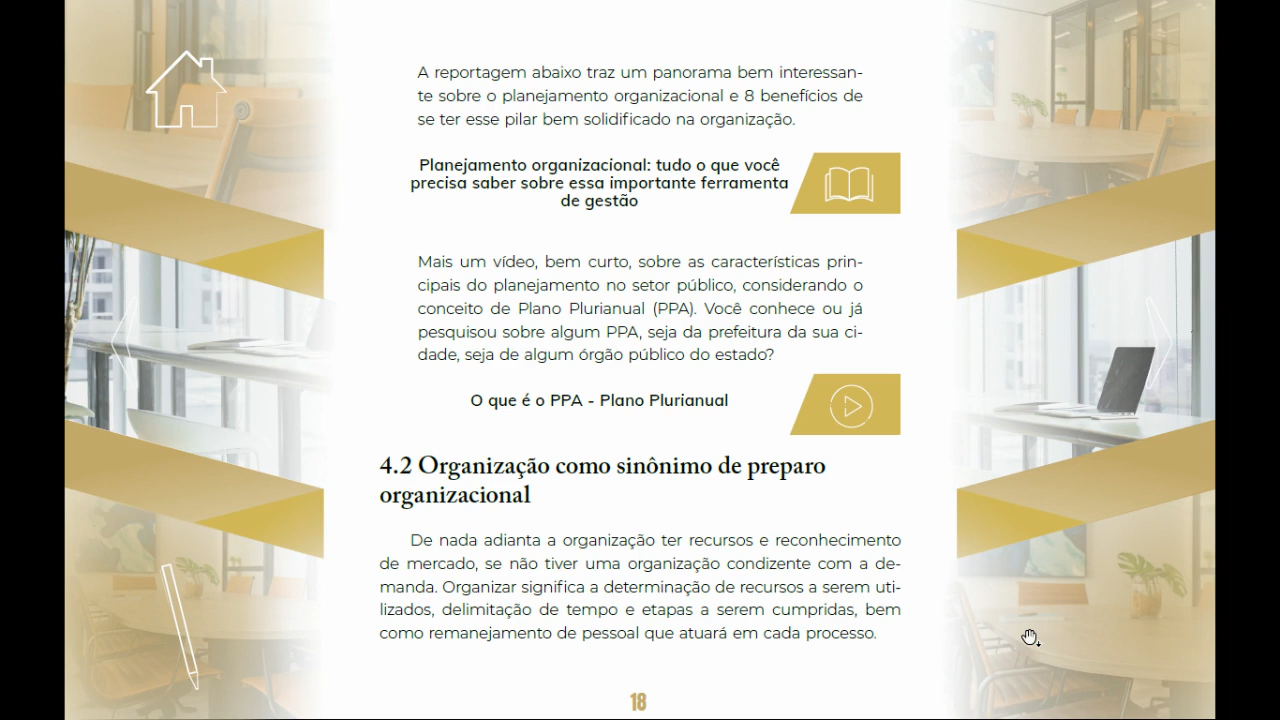 A reportagem abaixo traz um panorama bem interessan-
te sobre o planejamento organizacional e 8 benefícios de
se ter esse pilar bem solidificado na organização.
Planejamento organizacional: tudo o que você
precisa saber sobre essa importante ferramenta
de gestão
Mais um vídeo, bem curto, sobre as características prin-
cipais do planejamento no setor público, considerando o
conceito de Plano Plurianual (PPA). Você conhece ou já
pesquisou sobre algum PPA, seja da prefeitura da sua ci-
dade, seja de algum órgão público do estado?
O que é o PPA - Plano Plurianual
4.2 Organização como sinônimo de preparo
organizacional
De nada adianta a organização ter recursos e reconhecimento
de mercado, se não tiver uma organização condizente com a de-
manda. Organizar significa a determinação de recursos a serem uti-
lizados, delimitação de tempo e etapas a serem cumpridas, bem
como remanejamento de pessoal que atuará em cada processo.
18